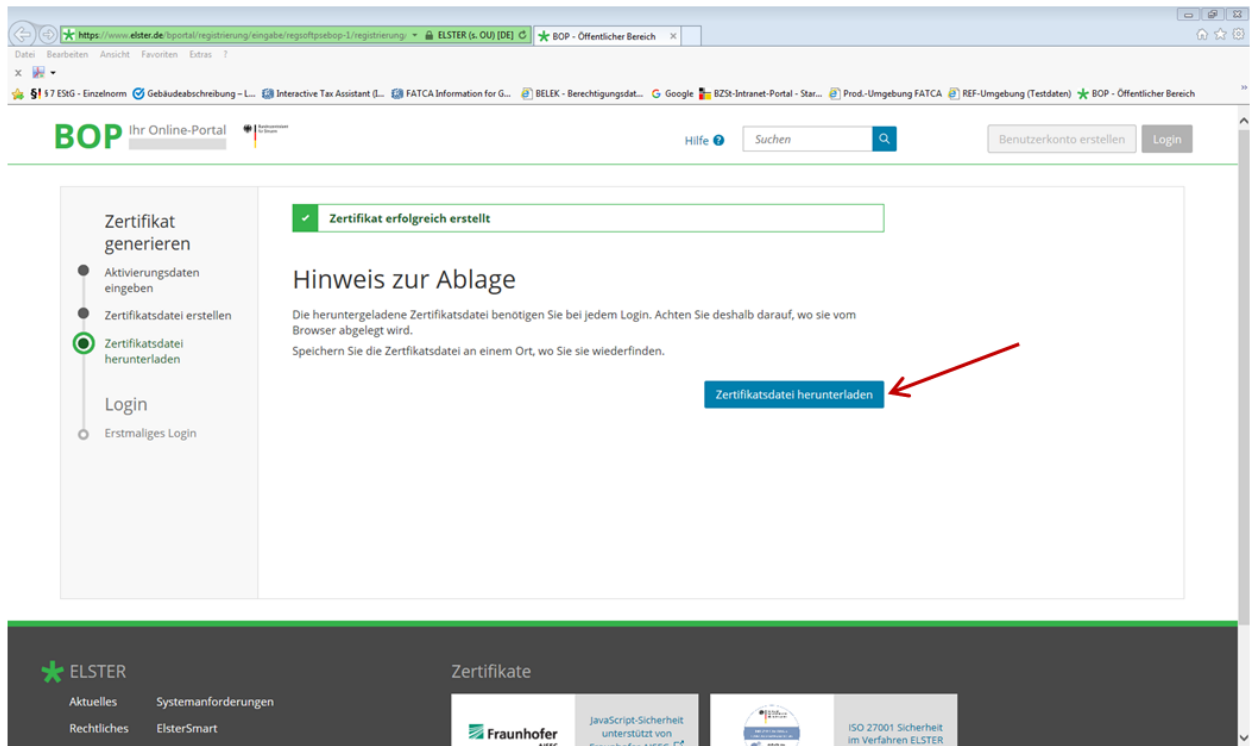 https://www.elster.de/bportal/registrierung/eingabe/regsoftpsebop-1/registrierung/ ELSTER (s. OU) [DE] BOP - Öffentlicher Bereich
Datei Bearbeiten Ansicht Favoriten Extras ?
x
§ 7 EStG - Einzelnorm Gebäudeabschreibung – L... Interactive Tax Assistant (I... FATCA Information for G... BELEK - Berechtigungsdat... Google BZSt-Intranet-Portal - Star... Prod.-Umgebung FATCA REF-Umgebung (Testdaten) BOP - Öffentlicher Bereich
BOP Ihr Online-Portal
Hilfe ? Suchen Benutzerkonto erstellen Login
Zertifikat
generieren
Aktivierungsdaten
eingeben
Zertifikatsdatei erstellen
Zertifikatsdatei
herunterladen
Login
Erstmaliges Login
Zertifikat erfolgreich erstellt
Hinweis zur Ablage
Die heruntergeladene Zertifikatsdatei benötigen Sie bei jedem Login. Achten Sie deshalb darauf, wo sie vom
Browser abgelegt wird.
Speichern Sie die Zertfikatsdatei an einem Ort, wo Sie sie wiederfinden.
Zertifikatsdatei herunterladen
ELSTER
Aktuelles Systemanforderungen
Rechtliches ElsterSmart
Zertifikate
Fraunhofer
AISEC
JavaScript-Sicherheit
unterstützt von
Fraunhofer AISEC
ISO 27001 Sicherheit
im Verfahren ELSTER